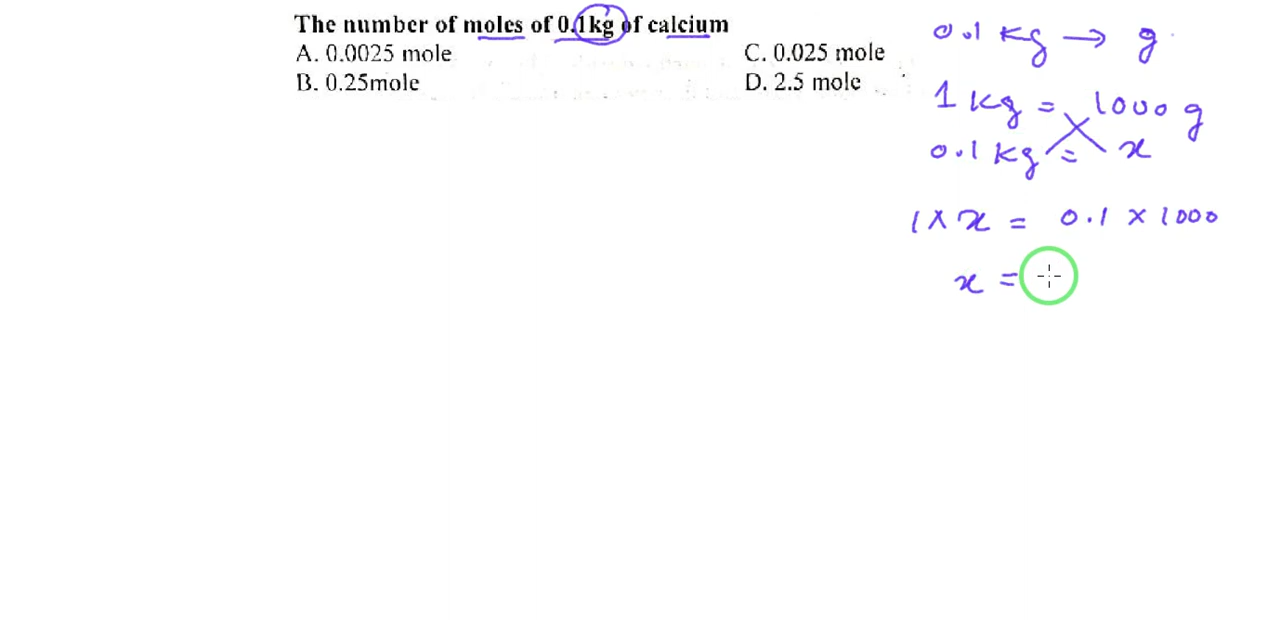 The number of moles of 0.1kg of calcium
A. 0.0025 mole
C. 0.025 mole
B. 0.25mole
D. 2.5 mole
0.1 kg → g
1 kg = 1000 g
0.1 kg = x
1 × x = 0.1 × 1000
x =